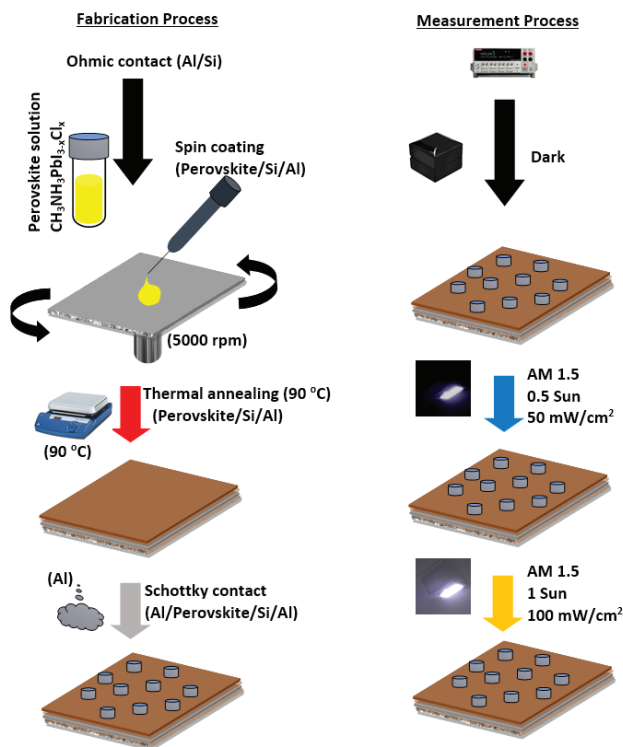 Fabrication Process
Ohmic contact (Al/Si)
Perovskite solution
CH₃NH₃PbI₃₋ₓClₓ
Spin coating
(Perovskite/Si/Al)
(5000 rpm)
Thermal annealing (90 °C)
(Perovskite/Si/Al)
(90 °C)
(Al)
Schottky contact
(Al/Perovskite/Si/Al)
Measurement Process
Dark
AM 1.5
0.5 Sun
50 mW/cm²
AM 1.5
1 Sun
100 mW/cm²